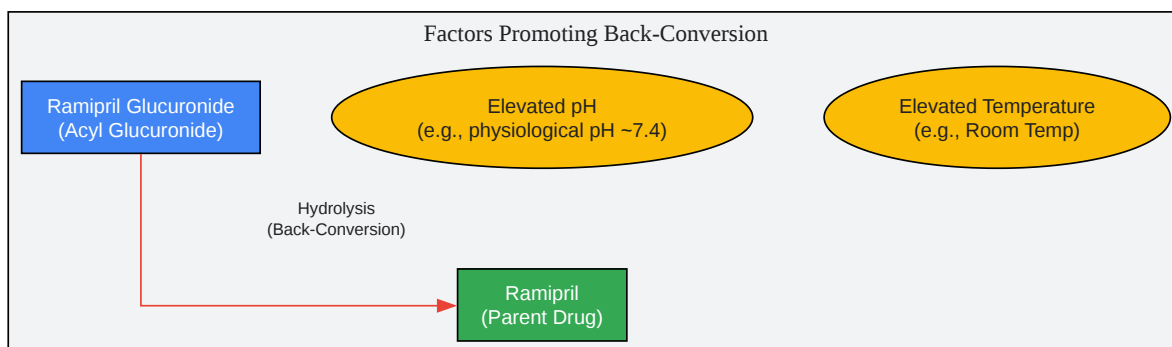 Factors Promoting Back-Conversion
Ramipril Glucuronide
(Acyl Glucuronide)
Elevated pH
(e.g., physiological pH ~7.4)
Elevated Temperature
(e.g., Room Temp)
Hydrolysis
(Back-Conversion)
Ramipril
(Parent Drug)